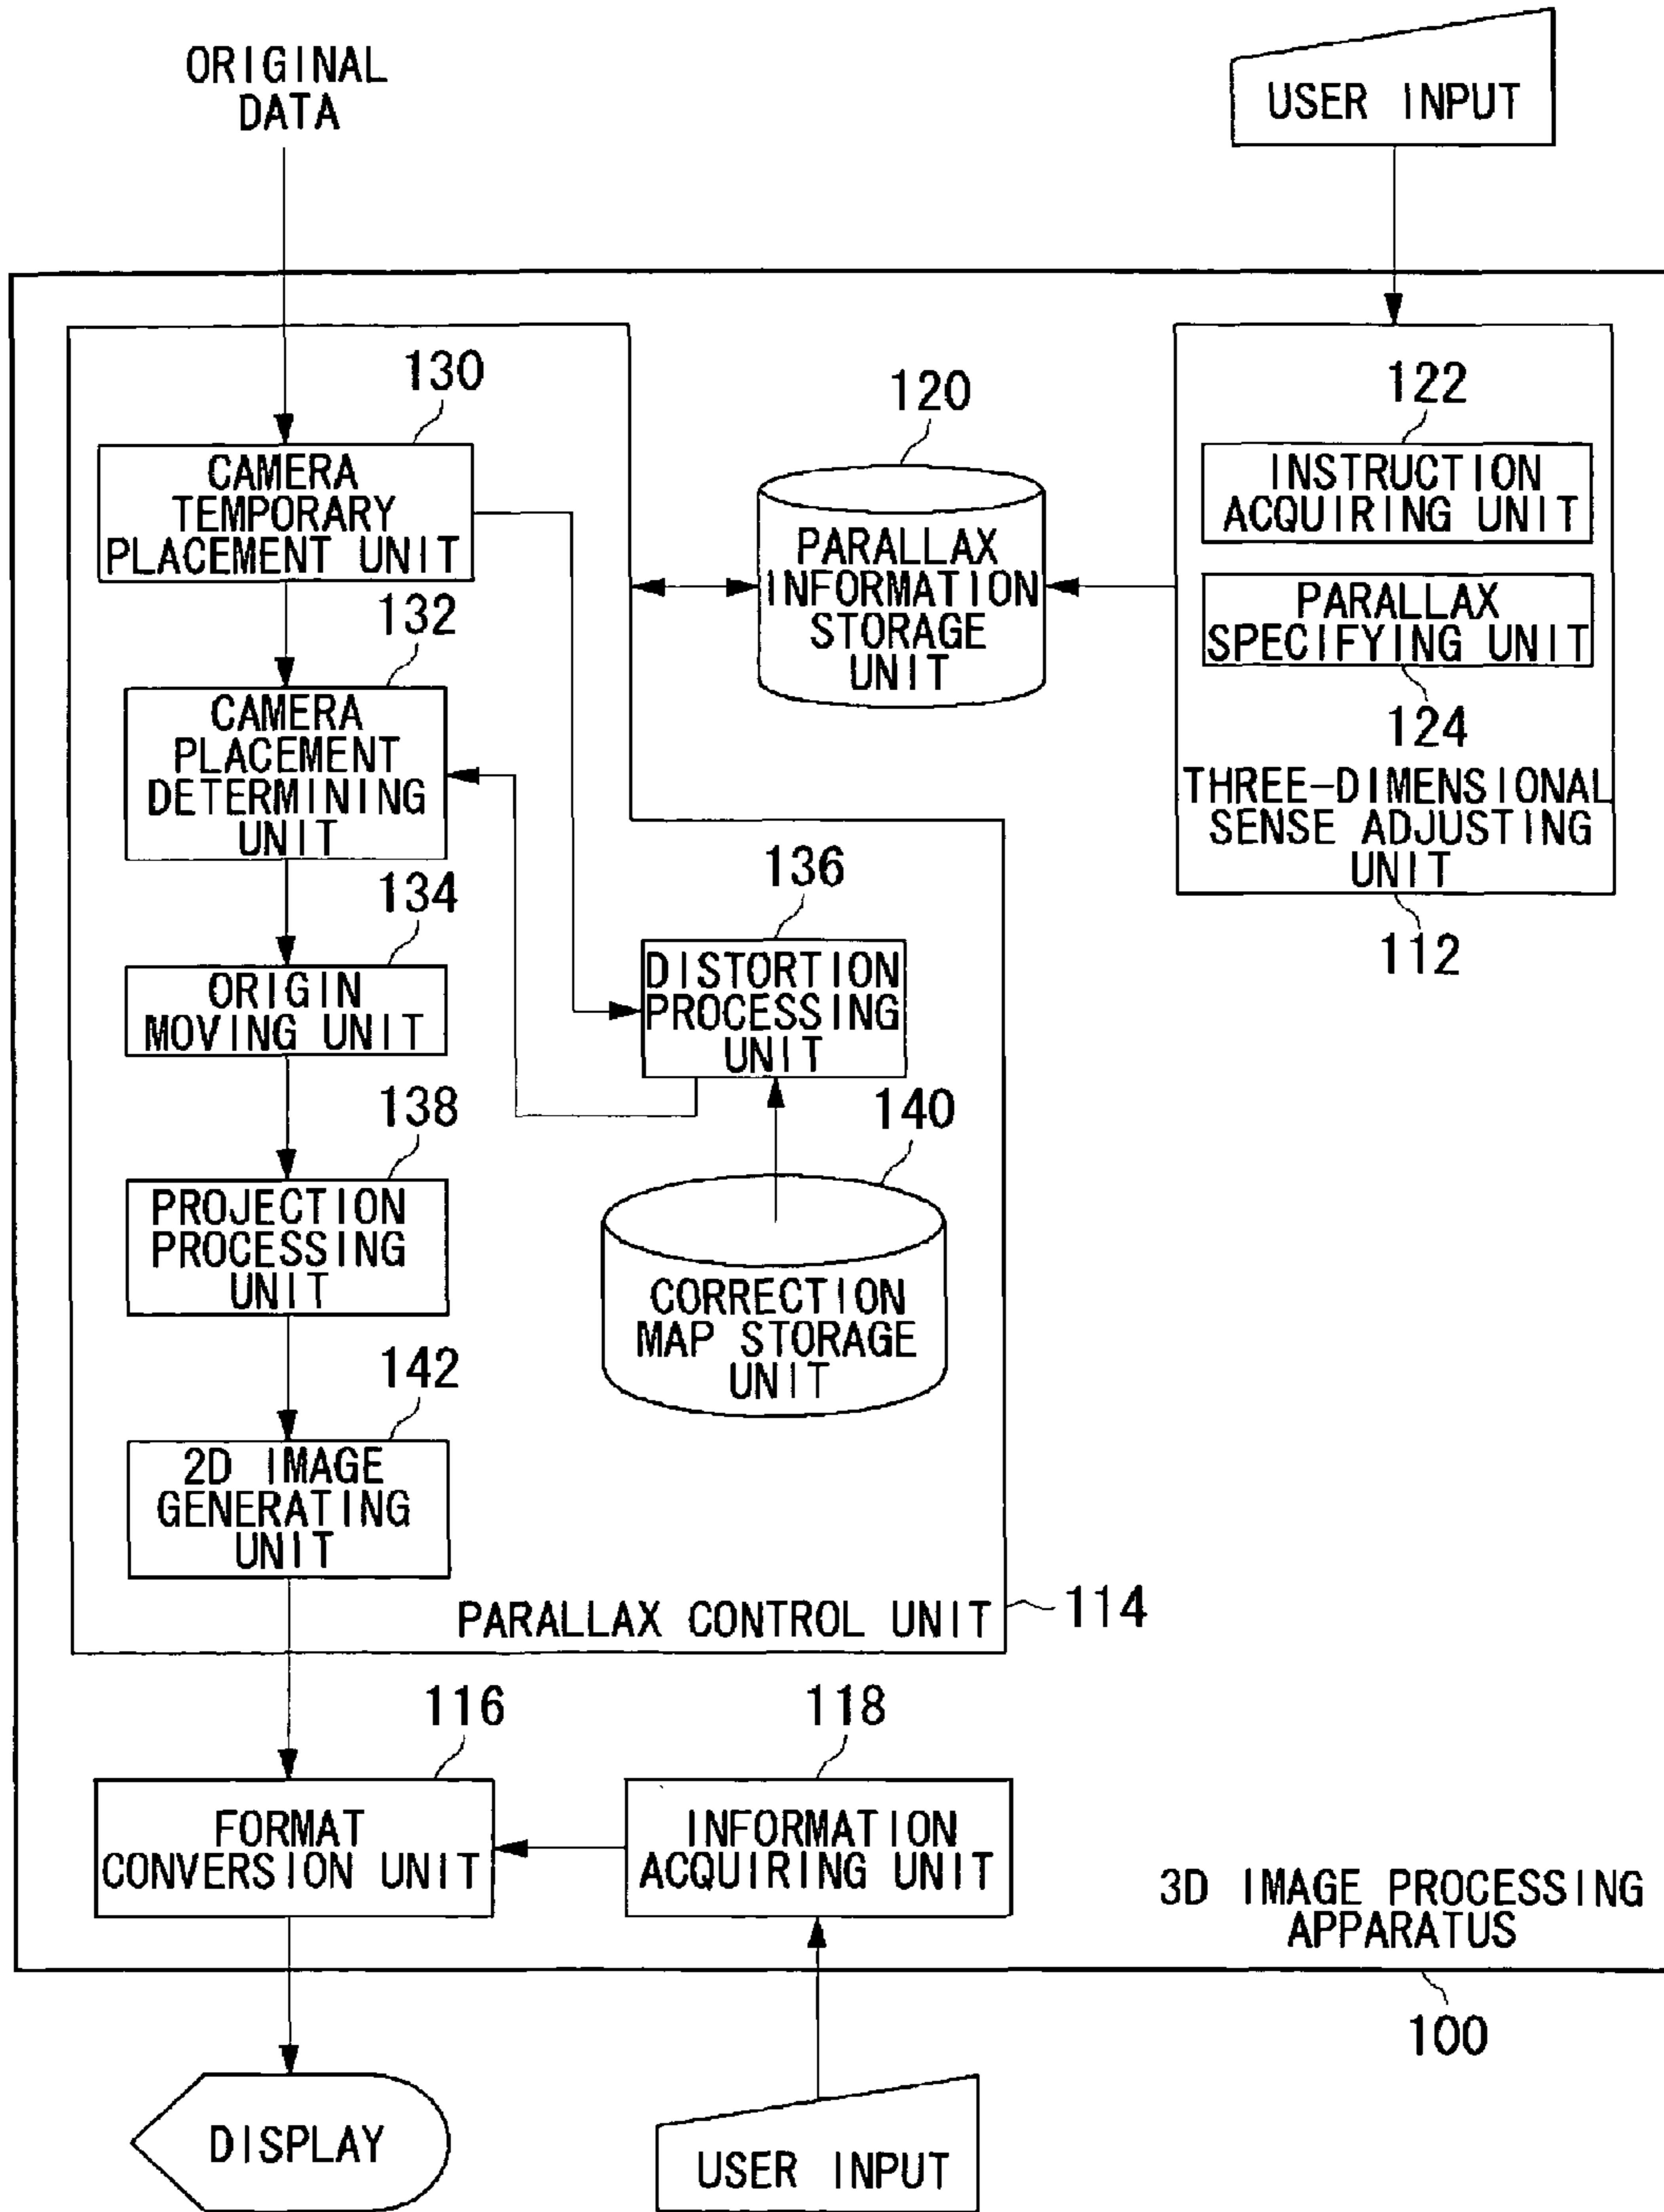 ORIGINAL
DATA
USER INPUT
130
CAMERA
TEMPORARY
PLACEMENT UNIT
120
PARALLAX
INFORMATION
STORAGE
UNIT
122
INSTRUCTION
ACQUIRING UNIT
PARALLAX
SPECIFYING UNIT
124
THREE-DIMENSIONAL
SENSE ADJUSTING
UNIT
112
132
CAMERA
PLACEMENT
DETERMINING
UNIT
134
ORIGIN
MOVING UNIT
136
DISTORTION
PROCESSING
UNIT
138
PROJECTION
PROCESSING
UNIT
140
CORRECTION
MAP STORAGE
UNIT
142
2D IMAGE
GENERATING
UNIT
PARALLAX CONTROL UNIT
114
116
FORMAT
CONVERSION UNIT
118
INFORMATION
ACQUIRING UNIT
3D IMAGE PROCESSING
APPARATUS
100
DISPLAY
USER INPUT